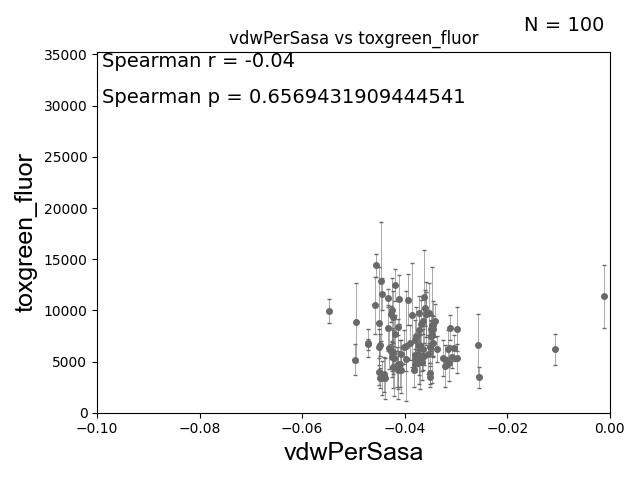 N = 100
vdwPerSasa vs toxgreen_fluor
Spearman r = -0.04
Spearman p = 0.6569431909444541
35000
30000
25000
20000
15000
10000
5000
0
toxgreen_fluor
−0.10
−0.08
−0.06
−0.04
−0.02
0.00
vdwPerSasa